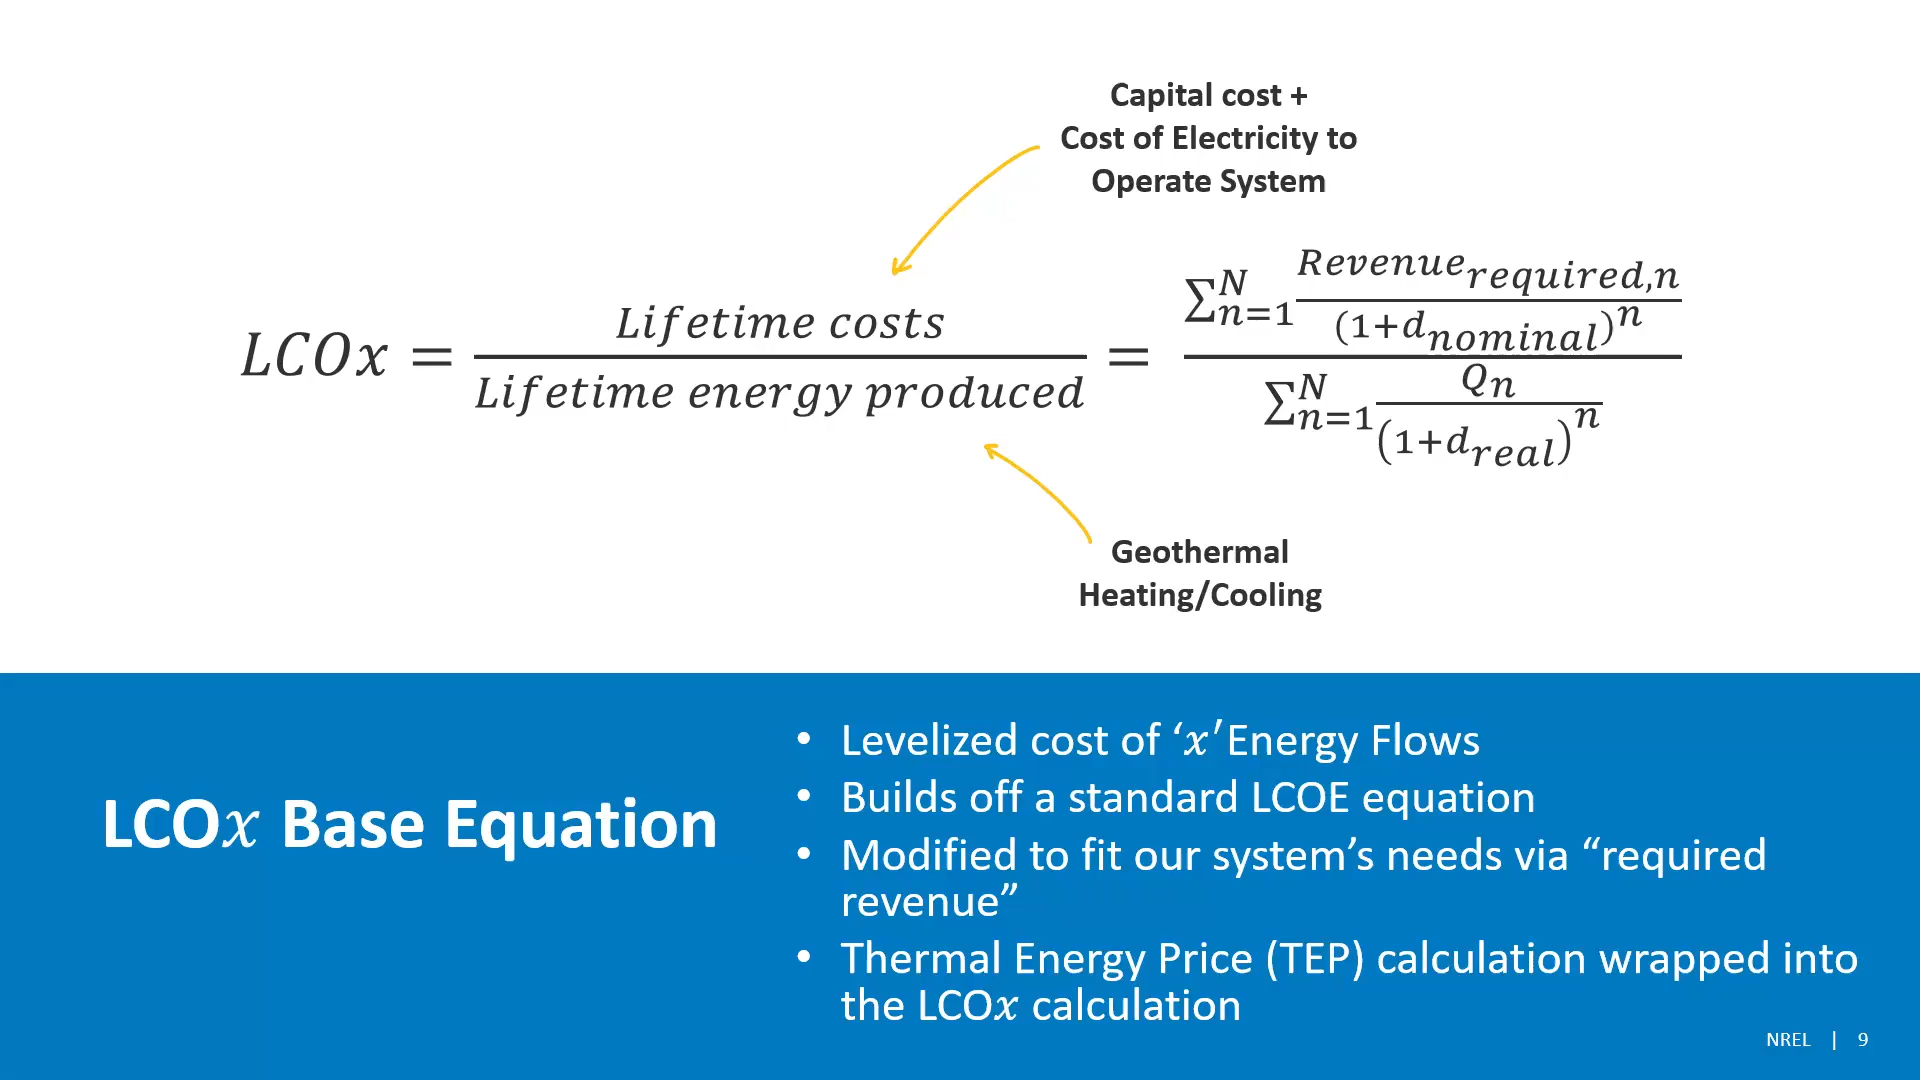 Capital cost +
Cost of Electricity to
Operate System
LCOx = Lifetime costs / Lifetime energy produced = ∑_{n=1}^{N} Revenue_{required,n} / (1+d_{nominal})^n / ∑_{n=1}^{N} Q_n / (1+d_{real})^n
Geothermal
Heating/Cooling
LCO𝑥 Base Equation
• Levelized cost of ‘𝑥′Energy Flows
• Builds off a standard LCOE equation
• Modified to fit our system’s needs via “required
revenue”
• Thermal Energy Price (TEP) calculation wrapped into
the LCO𝑥 calculation
NREL | 9